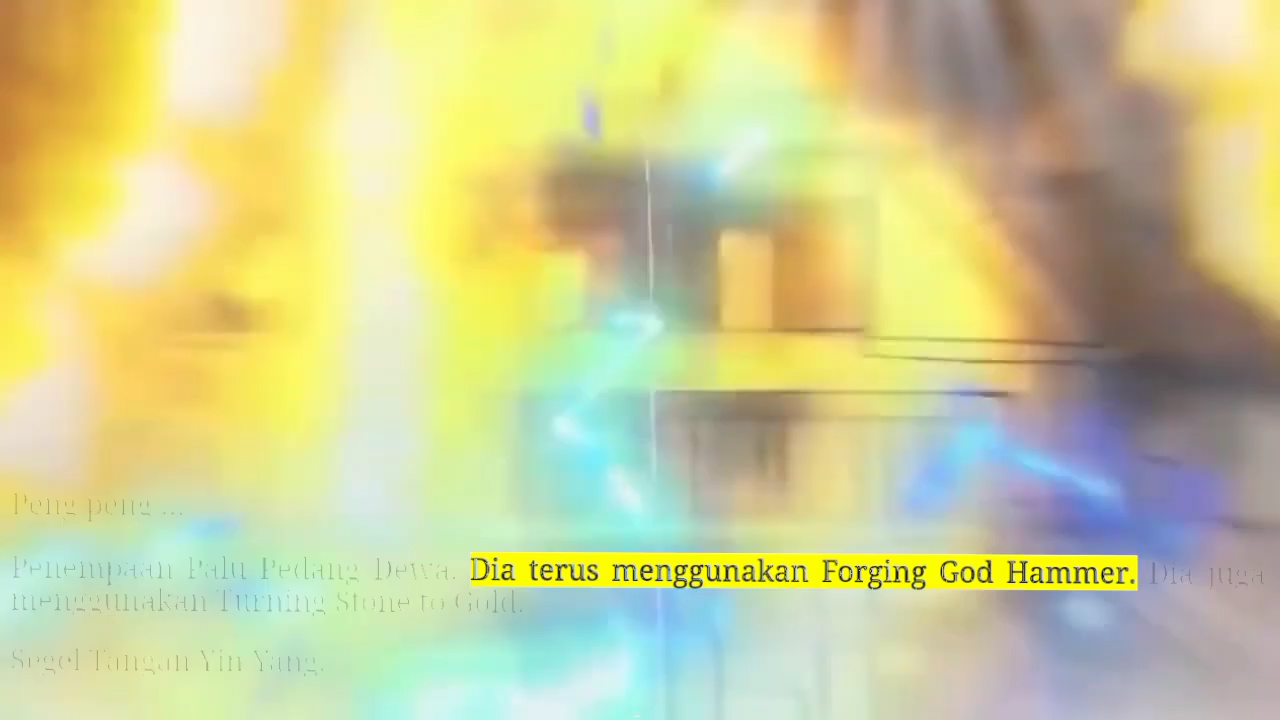 Peng peng ...
Penempaan Palu Pedang Dewa. Dia terus menggunakan Forging God Hammer. Dia juga
menggunakan Turning Stone to Gold.
Segel Tangan Yin Yang.